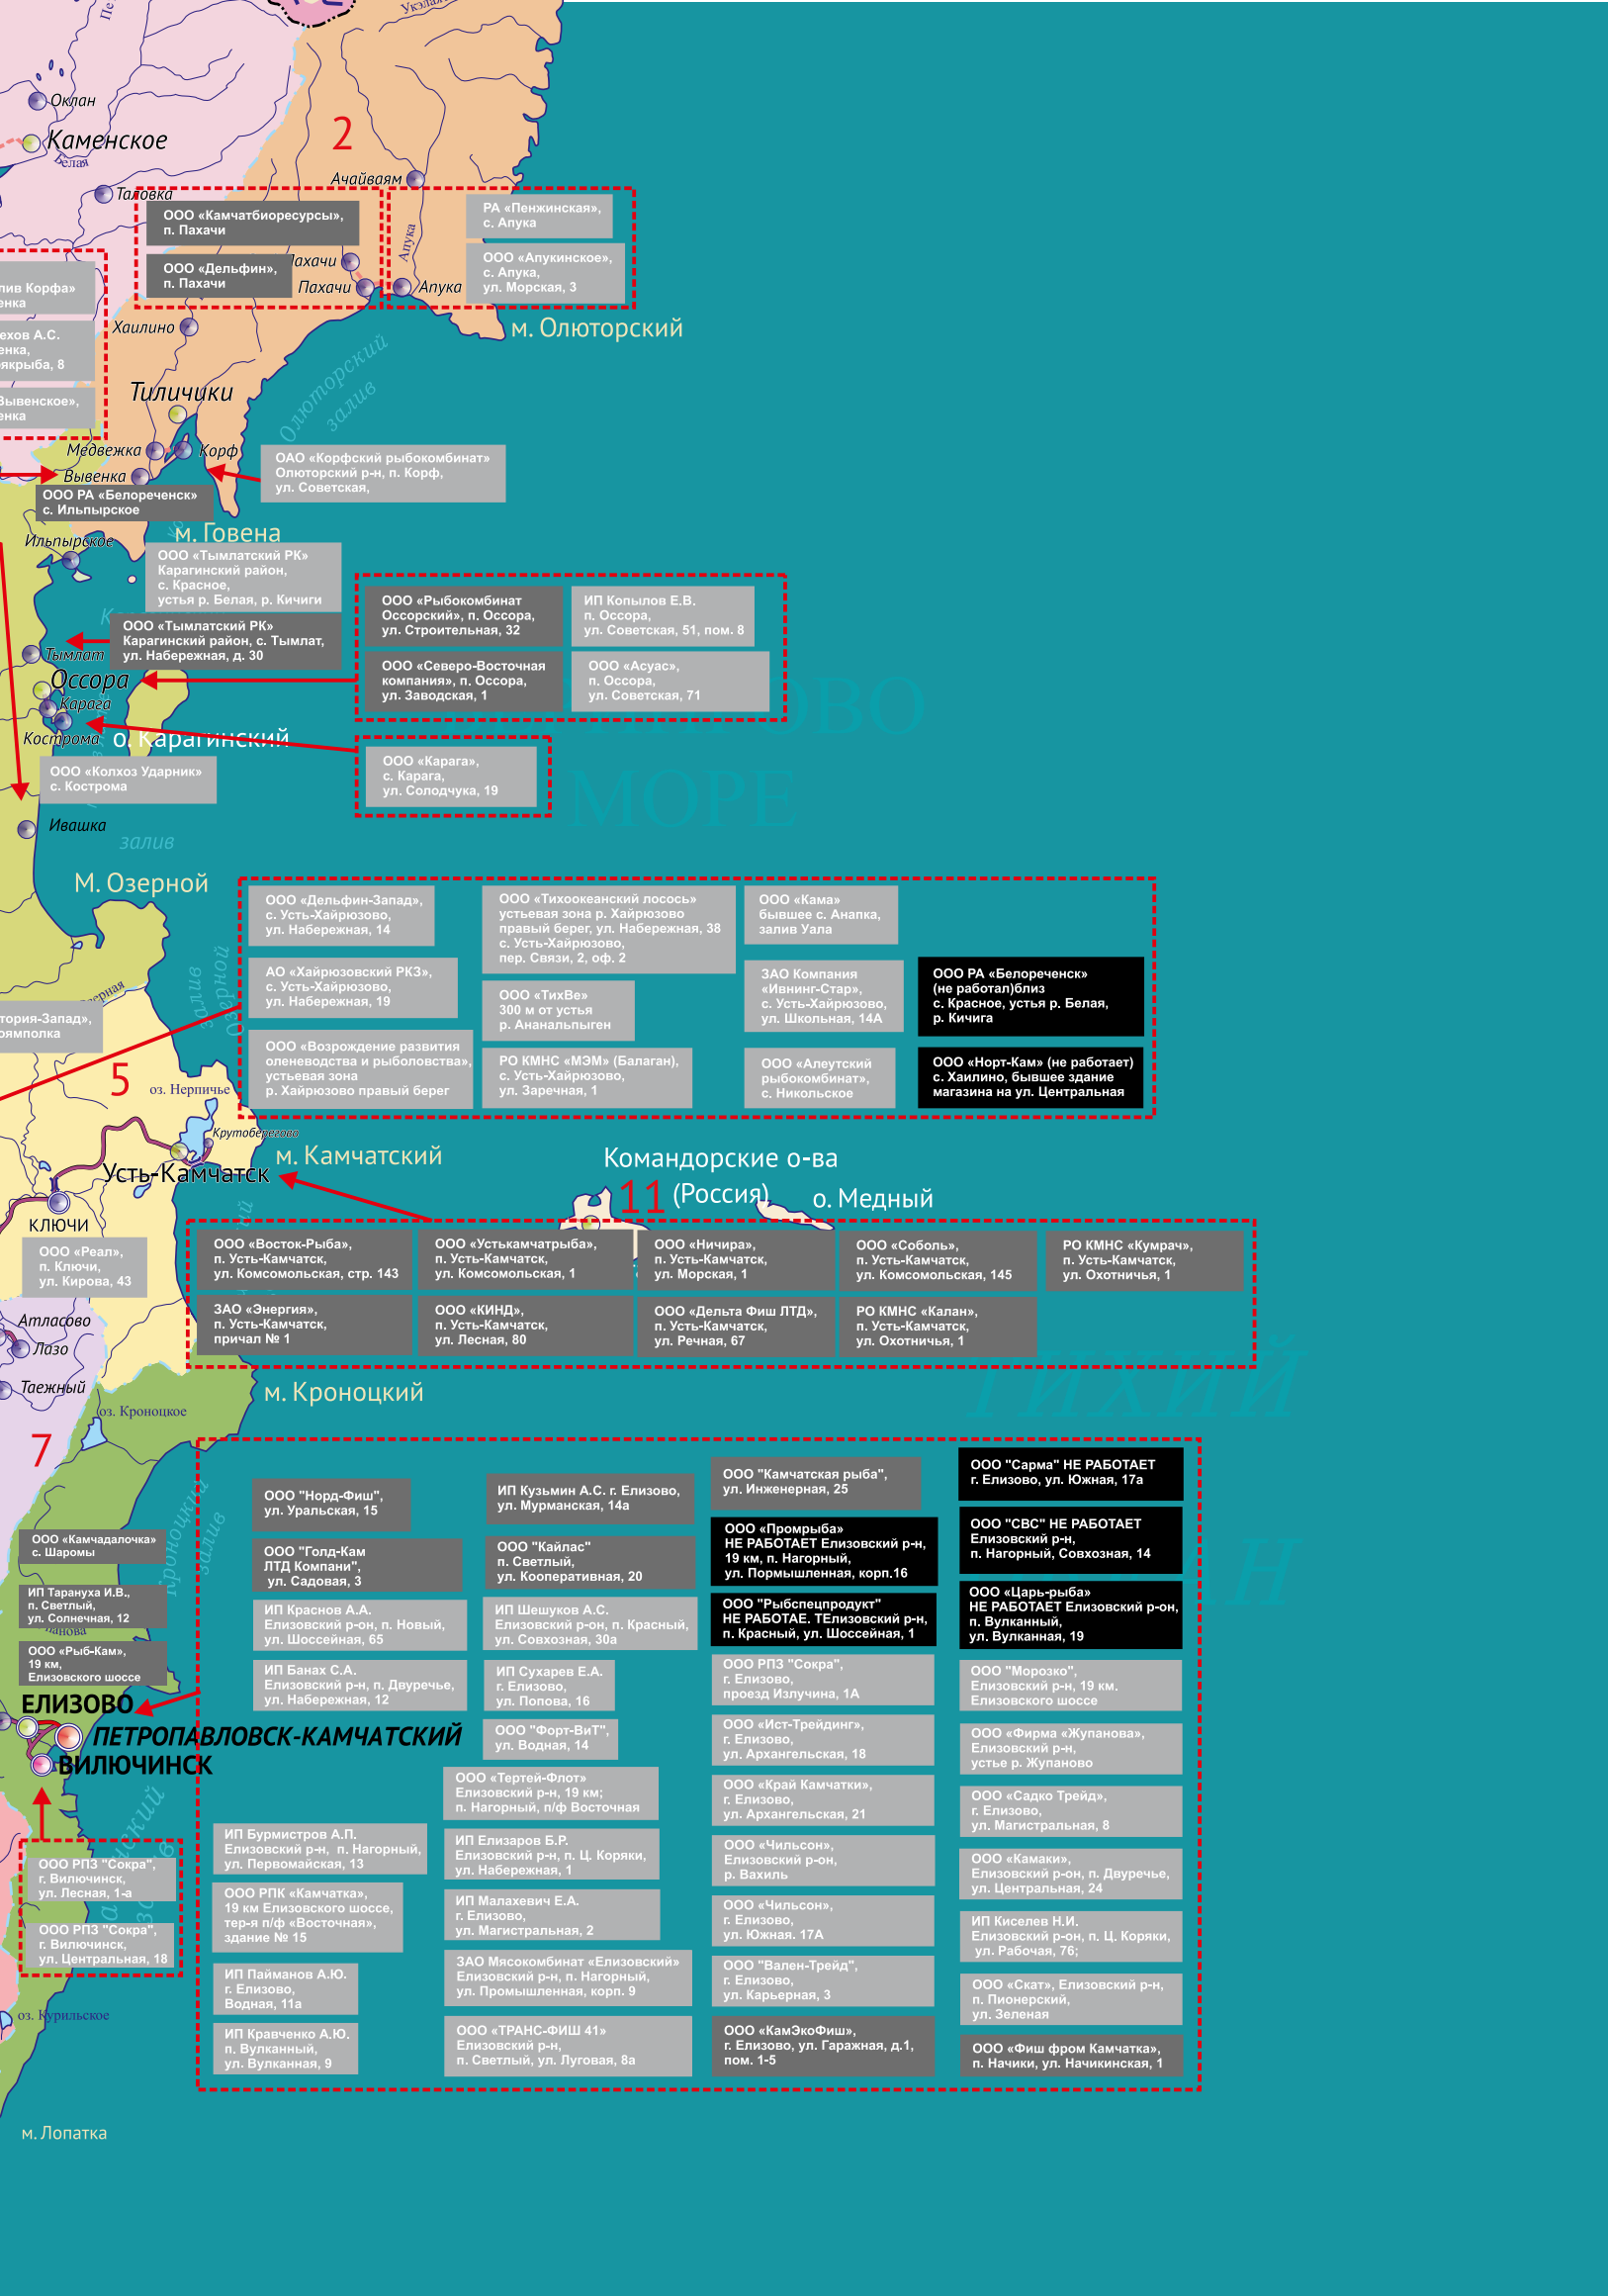 Оклан
Каменское
Белая
Таловка
2
Ачайваям
Апука
ООО «Камчатбиоресурсы»,
п. Пахачи
ООО «Дельфин»,
п. Пахачи
Пахачи
Апука
РА «Пенжинская»,
с. Апука
ООО «Апукинское»,
с. Апука,
ул. Морская, 3
м. Олюторский
Хаилино
Корфа»
ехов А.С.
якрыба, 8
Вывенское»,
Тиличики
Олюторский
залив
Медвежка
Корф
Вывенка
ОАО «Корфский рыбокомбинат»
Олюторский р-н, п. Корф,
ул. Советская,
ООО РА «Белореченск»
с. Ильпырское
м. Говена
Ильпырское
ООО «Тымлатский РК»
Карагинский район,
с. Красное,
устья р. Белая, р. Кичиги
ООО «Тымлатский РК»
Карагинский район, с. Тымлат,
ул. Набережная, д. 30
Тымлат
Оссора
Карага
Кострома
о. Карагинский
ООО «Рыбокомбинат
Оссорский», п. Оссора,
ул. Строительная, 32
ИП Копылов Е.В.
п. Оссора,
ул. Советская, 51, пом. 8
ООО «Северо-Восточная
компания», п. Оссора,
ул. Заводская, 1
ООО «Асуас»,
п. Оссора,
ул. Советская, 71
ОВО
МОРЕ
ООО «Карага»,
с. Карага,
ул. Солодчука, 19
ООО «Колхоз Ударник»
с. Кострома
Ивашка
залив
М. Озерной
залив
Озерной
ООО «Дельфин-Запад»,
с. Усть-Хайрюзово,
ул. Набережная, 14
АО «Хайрюзовский РКЗ»,
с. Усть-Хайрюзово,
ул. Набережная, 19
ООО «Возрождение развития
оленеводства и рыболовства»,
устьевая зона
р. Хайрюзово правый берег
ООО «Тихоокеанский лосось»
устьевая зона р. Хайрюзово
правый берег, ул. Набережная, 38
с. Усть-Хайрюзово,
пер. Связи, 2, оф. 2
ООО «ТихВе»
300 м от устья
р. Ананальпыген
РО КМНС «МЭМ» (Балаган),
с. Усть-Хайрюзово,
ул. Заречная, 1
ООО «Кама»
бывшее с. Анапка,
залив Уала
ЗАО Компания
«Ивнинг-Стар»,
с. Усть-Хайрюзово,
ул. Школьная, 14А
ООО «Алеутский
рыбокомбинат»,
с. Никольское
ООО РА «Белореченск»
(не работал)близ
с. Красное, устья р. Белая,
р. Кичига
ООО «Норт-Кам» (не работает)
с. Хаилино, бывшее здание
магазина на ул. Центральная
тория-Запад»,
оямполка
5
оз. Нерпичье
Крутоберегово
Усть-Камчатск
м. Камчатский
Командорские о-ва
11
(Россия)
о. Медный
КЛЮЧИ
ООО «Реал»,
п. Ключи,
ул. Кирова, 43
ООО «Восток-Рыба»,
п. Усть-Камчатск,
ул. Комсомольская, стр. 143
ООО «Устькамчатрыба»,
п. Усть-Камчатск,
ул. Комсомольская, 1
ООО «Ничира»,
п. Усть-Камчатск,
ул. Морская, 1
ООО «Соболь»,
п. Усть-Камчатск,
ул. Комсомольская, 145
РО КМНС «Кумрач»,
п. Усть-Камчатск,
ул. Охотничья, 1
ЗАО «Энергия»,
п. Усть-Камчатск,
причал № 1
ООО «КИНД»,
п. Усть-Камчатск,
ул. Лесная, 80
ООО «Дельта Фиш ЛТД»,
п. Усть-Камчатск,
ул. Речная, 67
РО КМНС «Калан»,
п. Усть-Камчатск,
ул. Охотничья, 1
Атласово
Лазо
Таежный
ТИХИЙ
м. Кроноцкий
оз. Кроноцкое
7
Кроноцкий
залив
ООО "Норд-Фиш",
ул. Уральская, 15
ООО "Голд-Кам
ЛТД Компани",
ул. Садовая, 3
ИП Краснов А.А.
Елизовский р-он, п. Новый,
ул. Шоссейная, 65
ИП Банах С.А.
Елизовский р-н, п. Двуречье,
ул. Набережная, 12
ИП Кузьмин А.С. г. Елизово,
ул. Мурманская, 14а
ООО "Кайлас"
п. Светлый,
ул. Кооперативная, 20
ИП Шешуков А.С.
Елизовский р-он, п. Красный,
ул. Совхозная, 30а
ИП Сухарев Е.А.
г. Елизово,
ул. Попова, 16
ООО "Форт-ВиТ",
ул. Водная, 14
ООО "Камчатская рыба",
ул. Инженерная, 25
ООО «Промрыба»
НЕ РАБОТАЕТ Елизовский р-н,
19 км, п. Нагорный,
ул. Пормышленная, корп.16
ООО "Рыбспецпродукт"
НЕ РАБОТАЕ. ТЕлизовский р-н,
п. Красный, ул. Шоссейная, 1
ООО РПЗ "Сокра",
г. Елизово,
проезд Излучина, 1А
ООО «Ист-Трейдинг»,
г. Елизово,
ул. Архангельская, 18
ООО «Край Камчатки»,
г. Елизово,
ул. Архангельская, 21
ООО «Чильсон»,
Елизовский р-он,
р. Вахиль
ООО «Чильсон»,
г. Елизово,
ул. Южная. 17А
ООО "Вален-Трейд",
г. Елизово,
ул. Карьерная, 3
ООО «КамЭкоФиш»,
г. Елизово, ул. Гаражная, д.1,
пом. 1-5
ООО "Сарма" НЕ РАБОТАЕТ
г. Елизово, ул. Южная, 17а
ООО "СВС" НЕ РАБОТАЕТ
Елизовский р-н,
п. Нагорный, Совхозная, 14
АН
ООО «Царь-рыба»
НЕ РАБОТАЕТ Елизовский р-он,
п. Вулканный,
ул. Вулканная, 19
ООО "Морозко",
Елизовский р-н, 19 км.
Елизовского шоссе
ООО «Фирма «Жупанова»,
Елизовский р-н,
устье р. Жупаново
ООО «Садко Трейд»,
г. Елизово,
ул. Магистральная, 8
ООО «Камаки»,
Елизовский р-он, п. Двуречье,
ул. Центральная, 24
ИП Киселев Н.И.
Елизовский р-он, п. Ц. Коряки,
ул. Рабочая, 76;
ООО «Скат», Елизовский р-н,
п. Пионерский,
ул. Зеленая
ООО «Фиш фром Камчатка»,
п. Начики, ул. Начикинская, 1
ООО «Тертей-Флот»
Елизовский р-н, 19 км;
п. Нагорный, п/ф Восточная
ИП Елизаров Б.Р.
Елизовский р-н, п. Ц. Коряки,
ул. Набережная, 1
ИП Малахевич Е.А.
г. Елизово,
ул. Магистральная, 2
ЗАО Мясокомбинат «Елизовский»
Елизовский р-н, п. Нагорный,
ул. Промышленная, корп. 9
ООО «ТРАНС-ФИШ 41»
Елизовский р-н,
п. Светлый, ул. Луговая, 8а
ИП Бурмистров А.П.
Елизовский р-н, п. Нагорный,
ул. Первомайская, 13
ООО РПК «Камчатка»,
19 км Елизовского шоссе,
тер-я п/ф «Восточная»,
здание № 15
ИП Пайманов А.Ю.
г. Елизово,
Водная, 11а
ИП Кравченко А.Ю.
п. Вулканный,
ул. Вулканная, 9
ООО «Камчадалочка»
с. Шаромы
ИП Тарануха И.В.,
п. Светлый,
ул. Солнечная, 12
ООО «Рыб-Кам»,
19 км,
Елизовского шоссе
ЕЛИЗОВО
ПЕТРОПАВЛОВСК-КАМЧАТСКИЙ
ВИЛЮЧИНСК
ООО РПЗ "Сокра",
г. Вилючинск,
ул. Лесная, 1-а
ООО РПЗ "Сокра",
г. Вилючинск,
ул. Центральная, 18
оз. Курильское
м. Лопатка